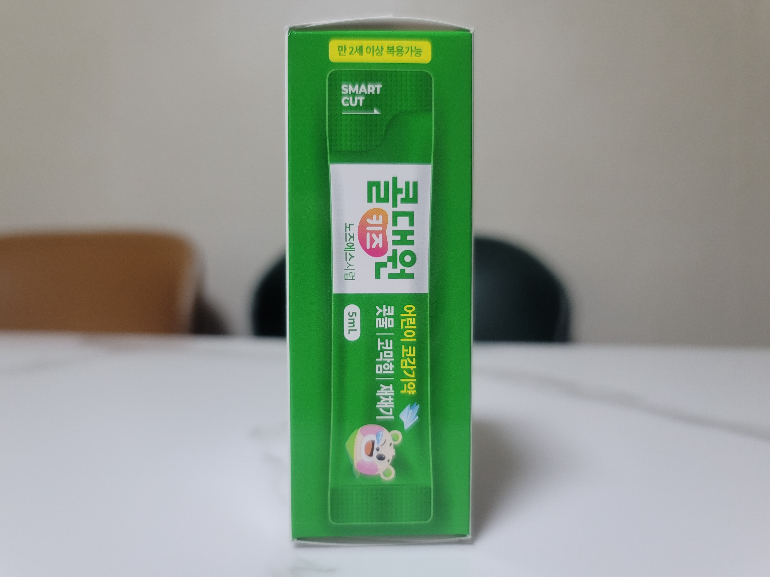 만 2세 이상 복용가능
SMART
CUT
콜대원
키즈
노즈에스시럽
5mL
어린이 코감기약
콧물 | 코막힘 | 재채기